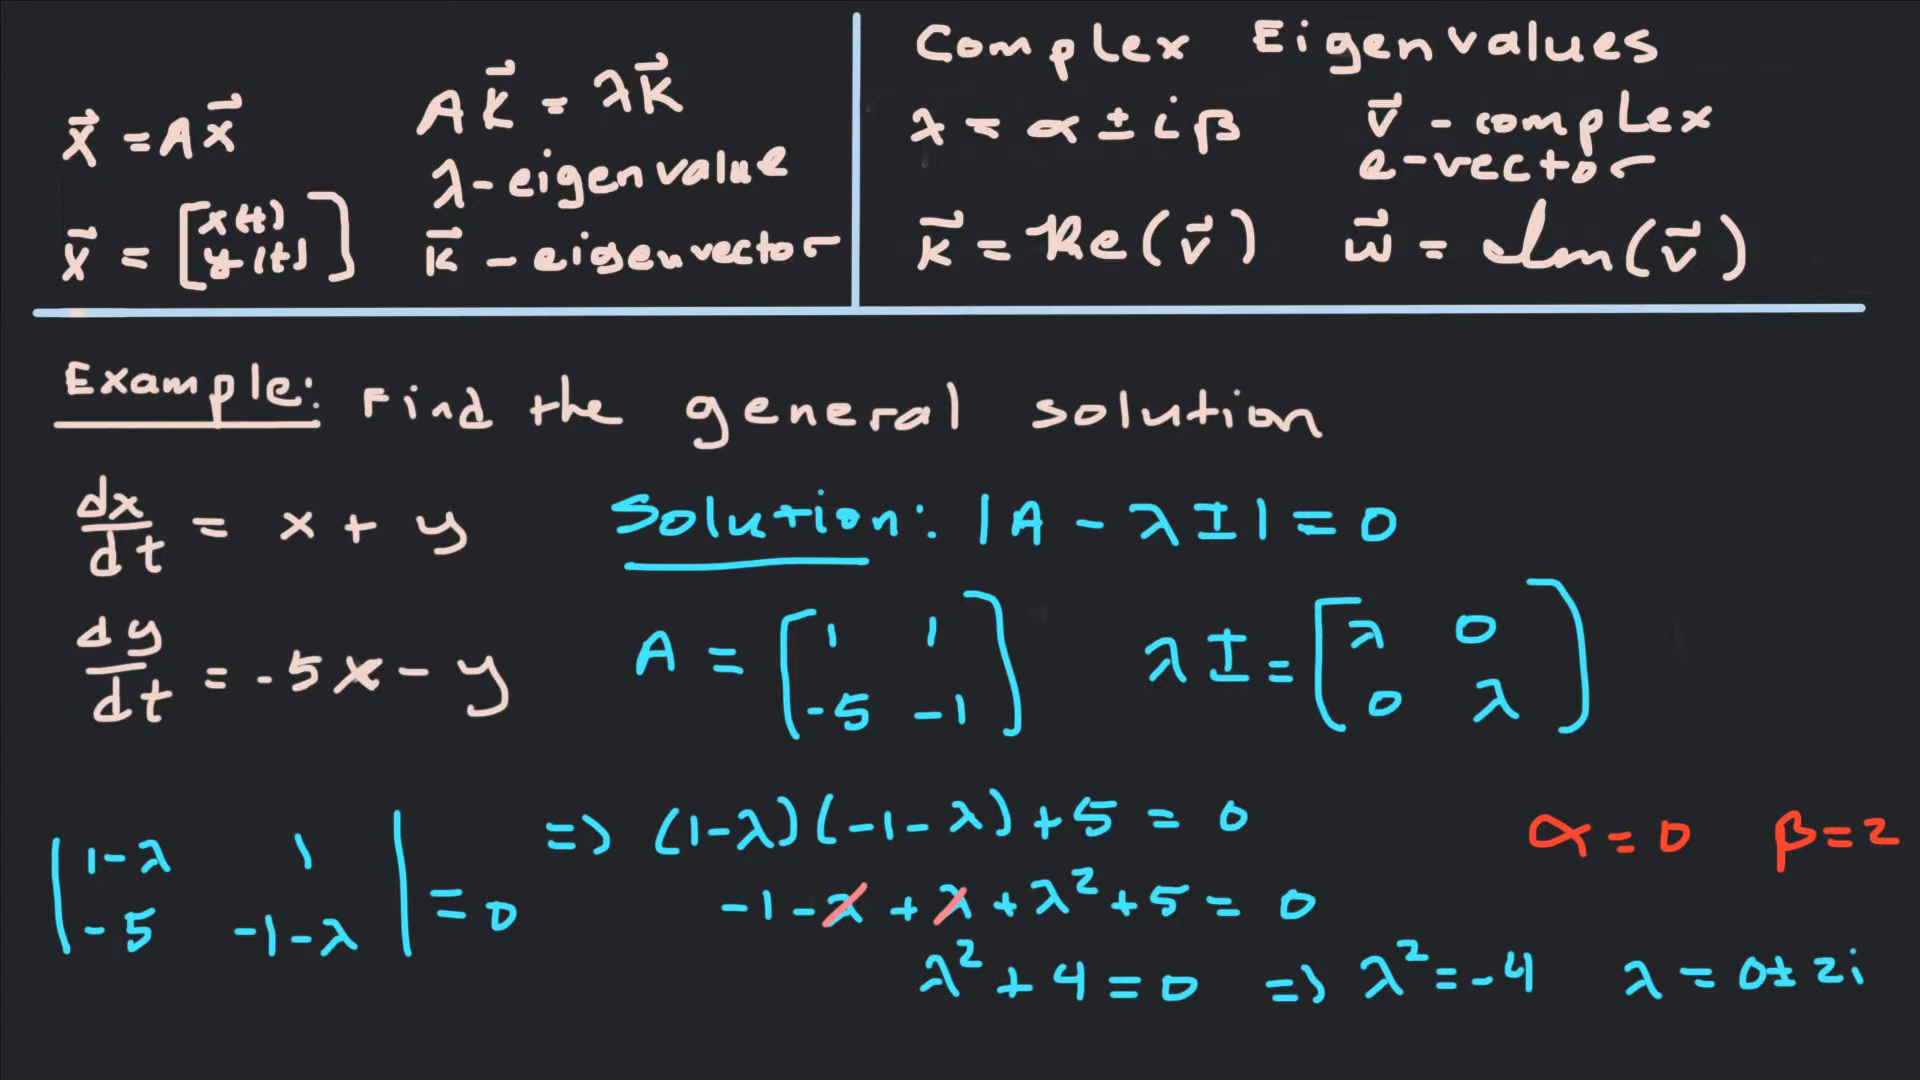 x⃗ = Ax⃗
x⃗ = [x(t) y(t)]
AK⃗ = λK⃗
λ - eigenvalue
K⃗ - eigenvector
Complex Eigenvalues
λ = α ± iβ
v⃗ - complex
e-vector
K⃗ = Re(v⃗)
w⃗ = Im(v⃗)
Example: Find the general solution
dx/dt = x + y
dy/dt = -5x - y
Solution: |A - λI| = 0
A = [1 1
-5 -1]
λI = [λ 0
0 λ]
|1-λ 1
-5 -1-λ| = 0
=> (1-λ)(-1-λ)+5 = 0
-1-λ+λ+λ²+5 = 0
λ²+4 = 0 => λ² = -4
λ = 0±2i
α = 0 β = 2